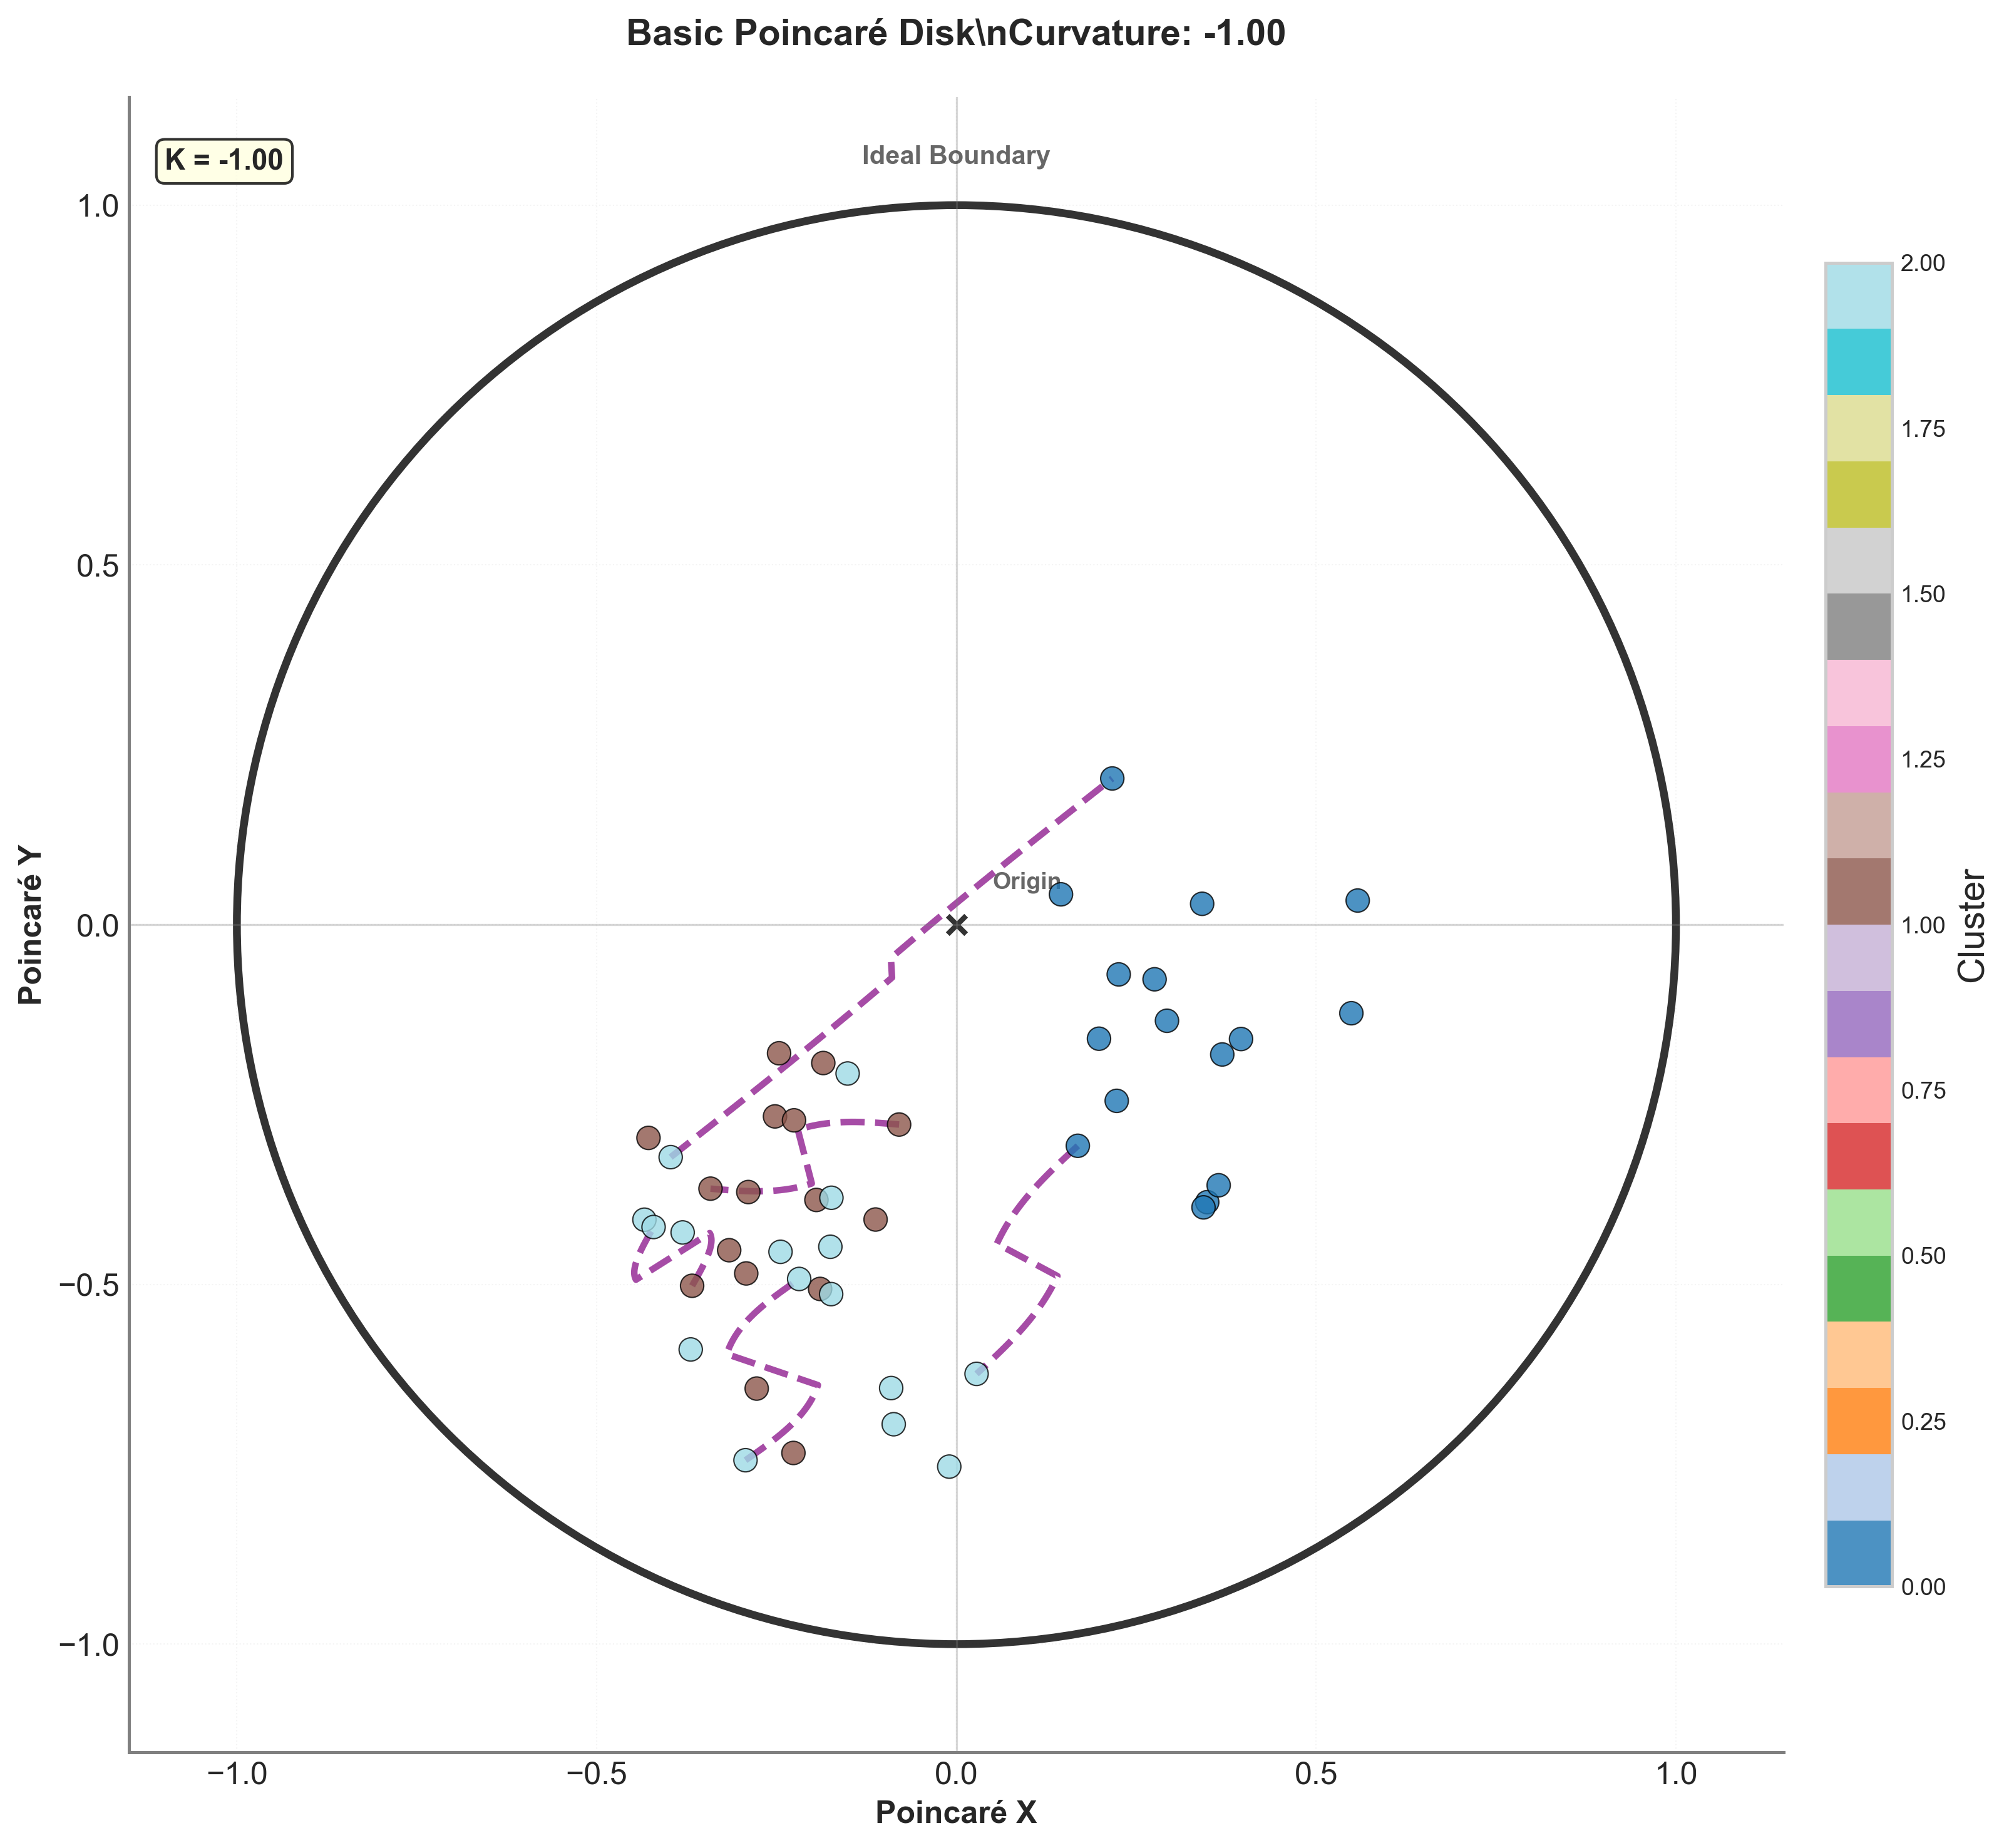 Basic Poincaré Disk\nCurvature: -1.00
K = -1.00
Ideal Boundary
Origin
1.0
0.5
0.0
−0.5
−1.0
Poincaré Y
−1.0
−0.5
0.0
0.5
1.0
Poincaré X
2.00
1.75
1.50
1.25
1.00
0.75
0.50
0.25
0.00
Cluster